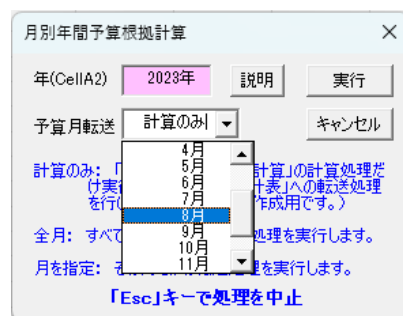 月別年間予算根拠計算
年(CellA2) 2023年 説明 実行
予算月転送 計算のみ キャンセル
4月
5月
6月
7月
8月
9月
10月
11月
計算のみ: 「 計算」の計算処理だ
け実 計表」への転送処理
を行 作成用です。)
全月: すべて 処理を実行します。
月を指定: 理を実行します。
「Esc」キーで処理を中止